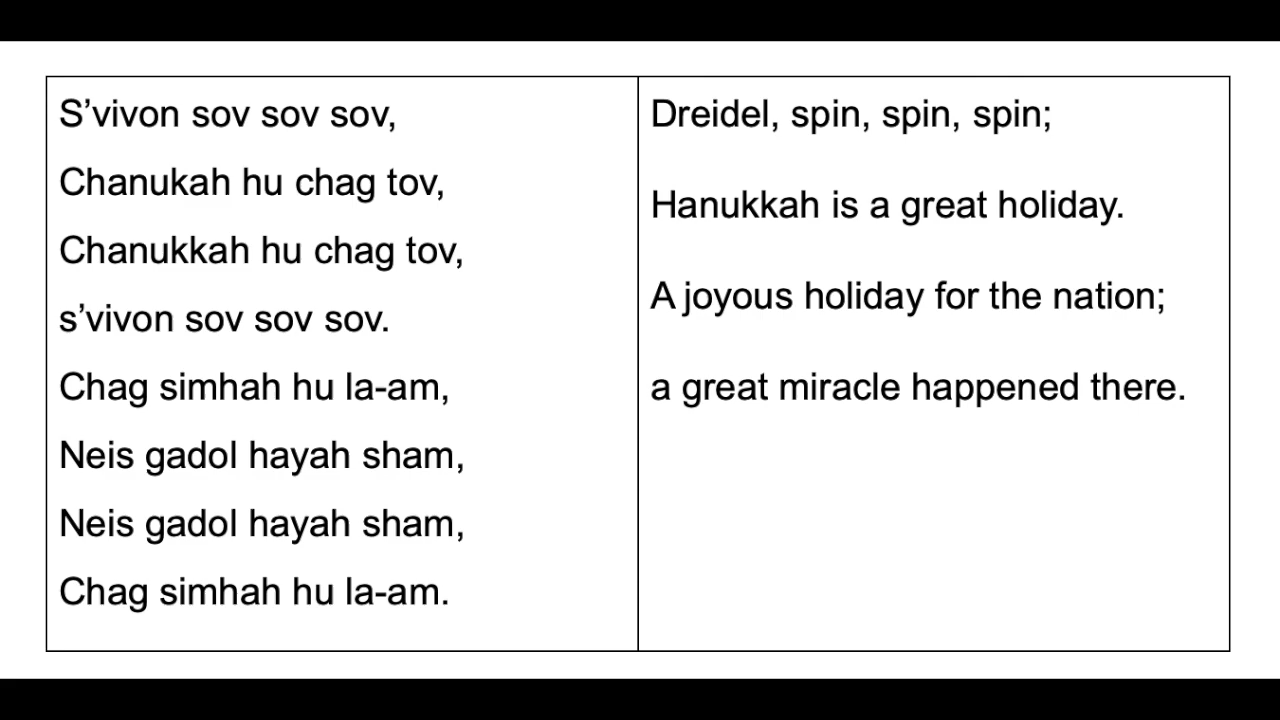 S’vivon sov sov sov,
Chanukah hu chag tov,
Chanukkah hu chag tov,
s’vivon sov sov sov.
Chag simhah hu la-am,
Neis gadol hayah sham,
Neis gadol hayah sham,
Chag simhah hu la-am.
Dreidel, spin, spin, spin;
Hanukkah is a great holiday.
A joyous holiday for the nation;
a great miracle happened there.